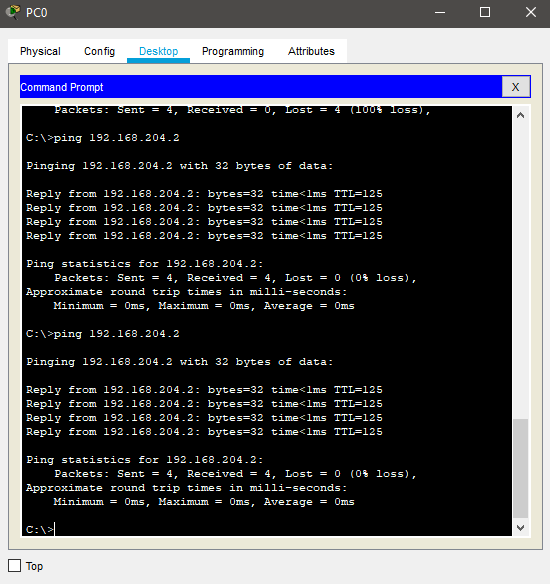 PC0
Physical Config Desktop Programming Attributes
Command Prompt
X
Packets: Sent = 4, Received = 0, Lost = 4 (100% loss),
C:\>ping 192.168.204.2
Pinging 192.168.204.2 with 32 bytes of data:
Reply from 192.168.204.2: bytes=32 time<1ms TTL=125
Reply from 192.168.204.2: bytes=32 time<1ms TTL=125
Reply from 192.168.204.2: bytes=32 time<1ms TTL=125
Reply from 192.168.204.2: bytes=32 time<1ms TTL=125
Ping statistics for 192.168.204.2:
Packets: Sent = 4, Received = 4, Lost = 0 (0% loss),
Approximate round trip times in milli-seconds:
Minimum = 0ms, Maximum = 0ms, Average = 0ms
C:\>ping 192.168.204.2
Pinging 192.168.204.2 with 32 bytes of data:
Reply from 192.168.204.2: bytes=32 time<1ms TTL=125
Reply from 192.168.204.2: bytes=32 time<1ms TTL=125
Reply from 192.168.204.2: bytes=32 time<1ms TTL=125
Reply from 192.168.204.2: bytes=32 time<1ms TTL=125
Ping statistics for 192.168.204.2:
Packets: Sent = 4, Received = 4, Lost = 0 (0% loss),
Approximate round trip times in milli-seconds:
Minimum = 0ms, Maximum = 0ms, Average = 0ms
C:\>
Top